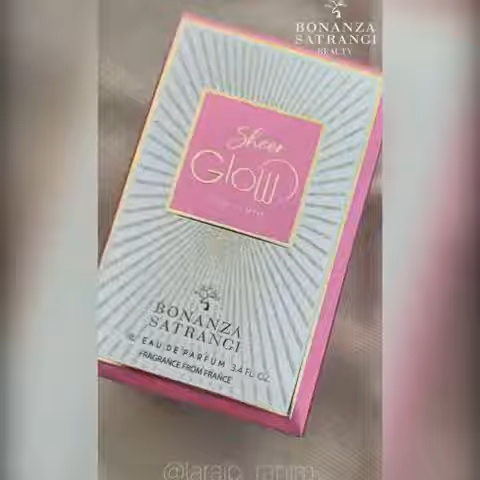 BONANZA
SATRANGI
BEAUTY
Sheer
Glow
BONANZA
SATRANGI
EAU DE PARFUM 3.4 FL OZ
FRAGRANCE FROM FRANCE